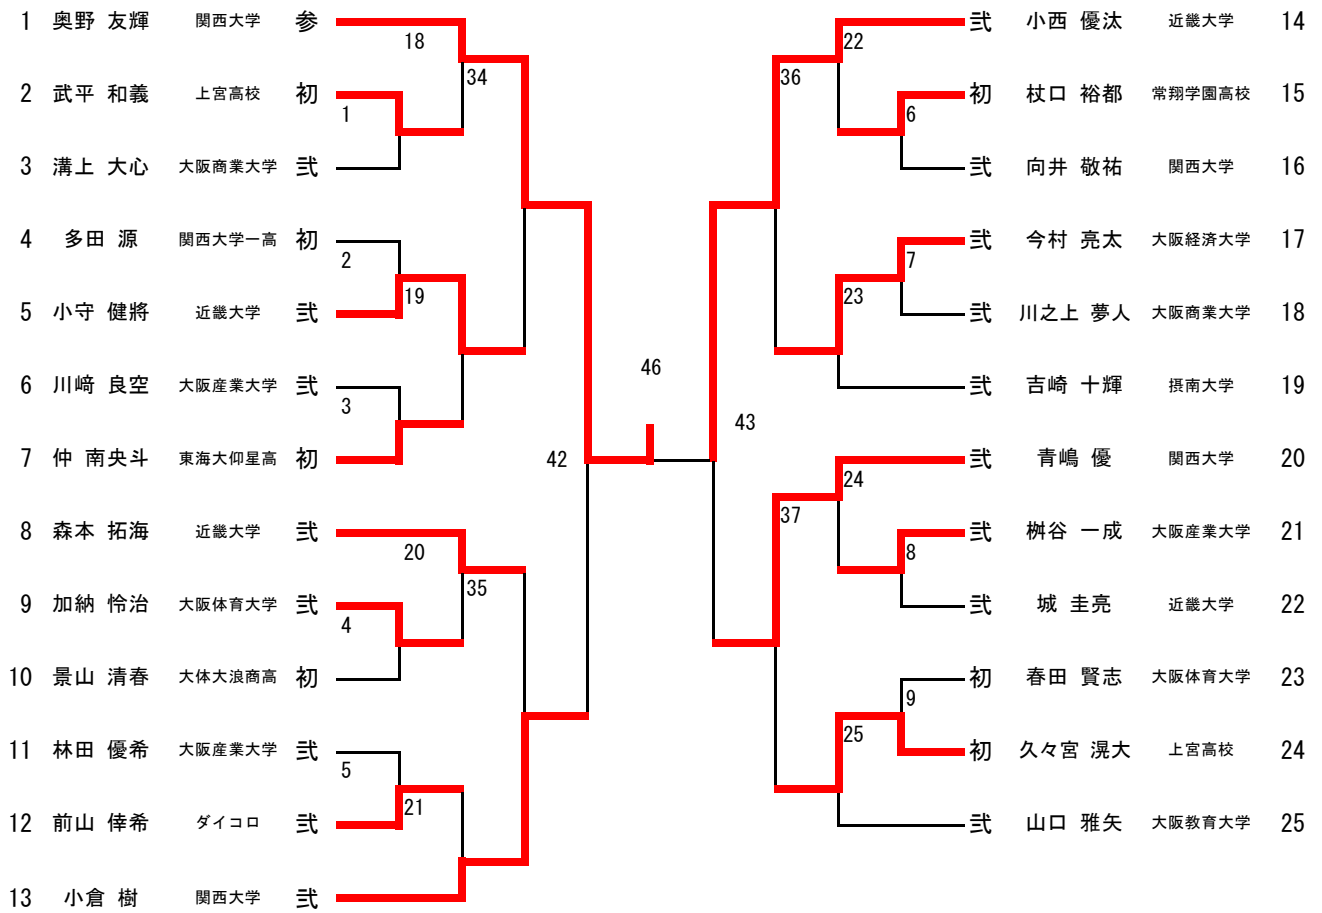 1 奥野 友輝 関西大学 参
2 武平 和義 上宮高校 初
3 溝上 大心 大阪商業大学 弐
4 多田 源 関西大学一高 初
5 小守 健將 近畿大学 弐
6 川﨑 良空 大阪産業大学 弐
7 仲 南央斗 東海大仰星高 初
8 森本 拓海 近畿大学 弐
9 加納 怜治 大阪体育大学 弐
10 景山 清春 大体大浪商高 初
11 林田 優希 大阪産業大学 弐
12 前山 倖希 ダイコロ 弐
13 小倉 樹 関西大学 弐
18
34
1
2
19
3
20
35
4
5
21
42
46
43
22
36
6
7
23
24
37
8
9
25
弐 小西 優汰 近畿大学 14
初 杖口 裕都 常翔学園高校 15
弐 向井 敬祐 関西大学 16
弐 今村 亮太 大阪経済大学 17
弐 川之上 夢人 大阪商業大学 18
弐 吉崎 十輝 摂南大学 19
弐 青嶋 優 関西大学 20
弐 桝谷 一成 大阪産業大学 21
弐 城 圭亮 近畿大学 22
初 春田 賢志 大阪体育大学 23
初 久々宮 滉大 上宮高校 24
弐 山口 雅矢 大阪教育大学 25